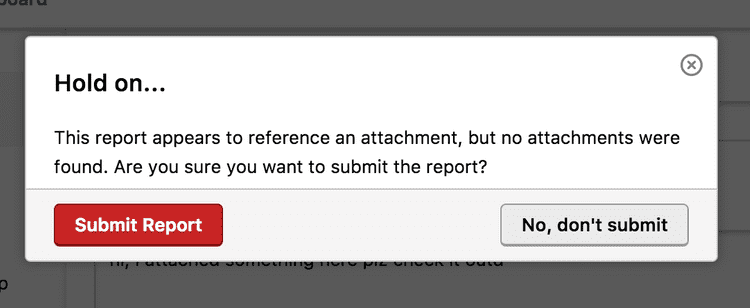 Hold on...
This report appears to reference an attachment, but no attachments were
found. Are you sure you want to submit the report?
Submit Report
No, don't submit
hi, I attached something here plz check it outd
p